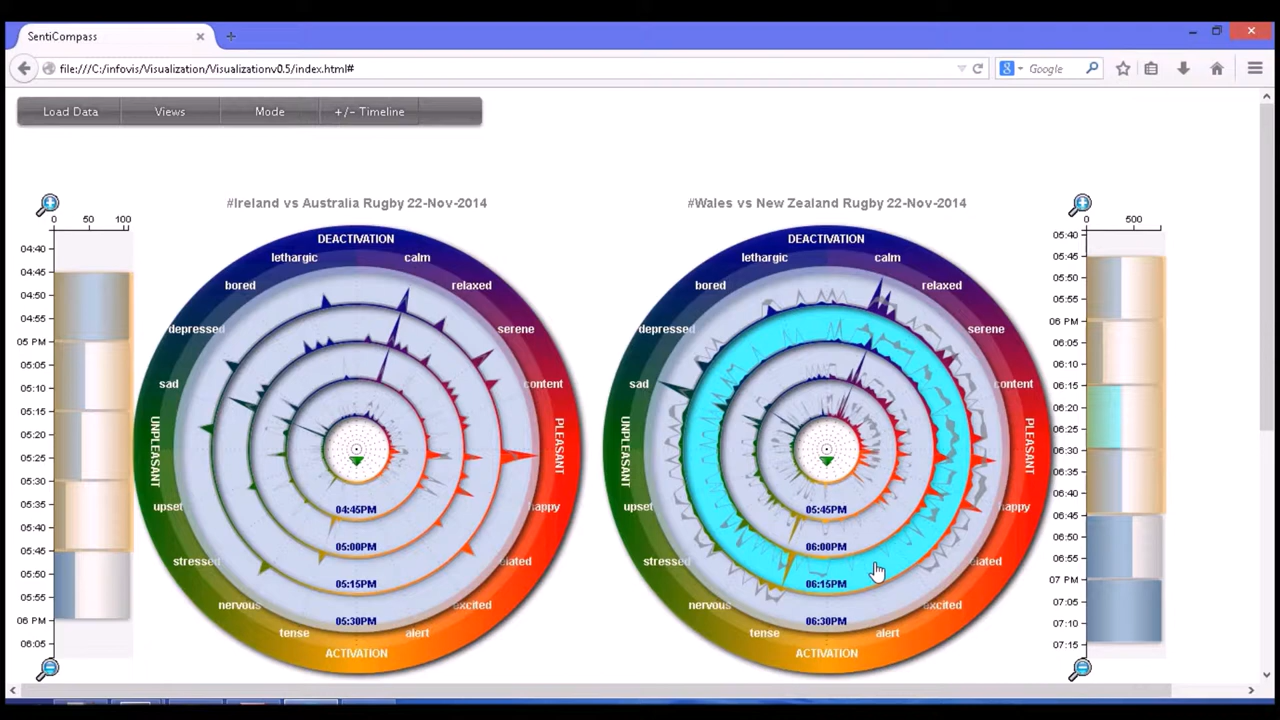 SentiCompass
file:///C:/infovis/Visualization/Visualizationv0.5/index.html#
Google
Load Data
Views
Mode
+/- Timeline
#Ireland vs Australia Rugby 22-Nov-2014
#Wales vs New Zealand Rugby 22-Nov-2014
0 50 100
04:40
04:45
04:50
04:55
05 PM
05:05
05:10
05:15
05:20
05:25
05:30
05:35
05:40
05:45
05:50
05:55
06 PM
06:05
DEACTIVATION
lethargic
calm
bored
relaxed
depressed
serene
sad
content
UNPLEASANT
PLEASANT
upset
happy
stressed
elated
nervous
excited
tense
alert
ACTIVATION
04:45PM
05:00PM
05:15PM
05:30PM
DEACTIVATION
lethargic
calm
bored
relaxed
depressed
serene
sad
content
UNPLEASANT
PLEASANT
upset
happy
stressed
elated
nervous
excited
tense
alert
ACTIVATION
05:45PM
06:00PM
06:15PM
06:30PM
0 500
05:40
05:45
05:50
05:55
06 PM
06:05
06:10
06:15
06:20
06:25
06:30
06:35
06:40
06:45
06:50
06:55
07 PM
07:05
07:10
07:15